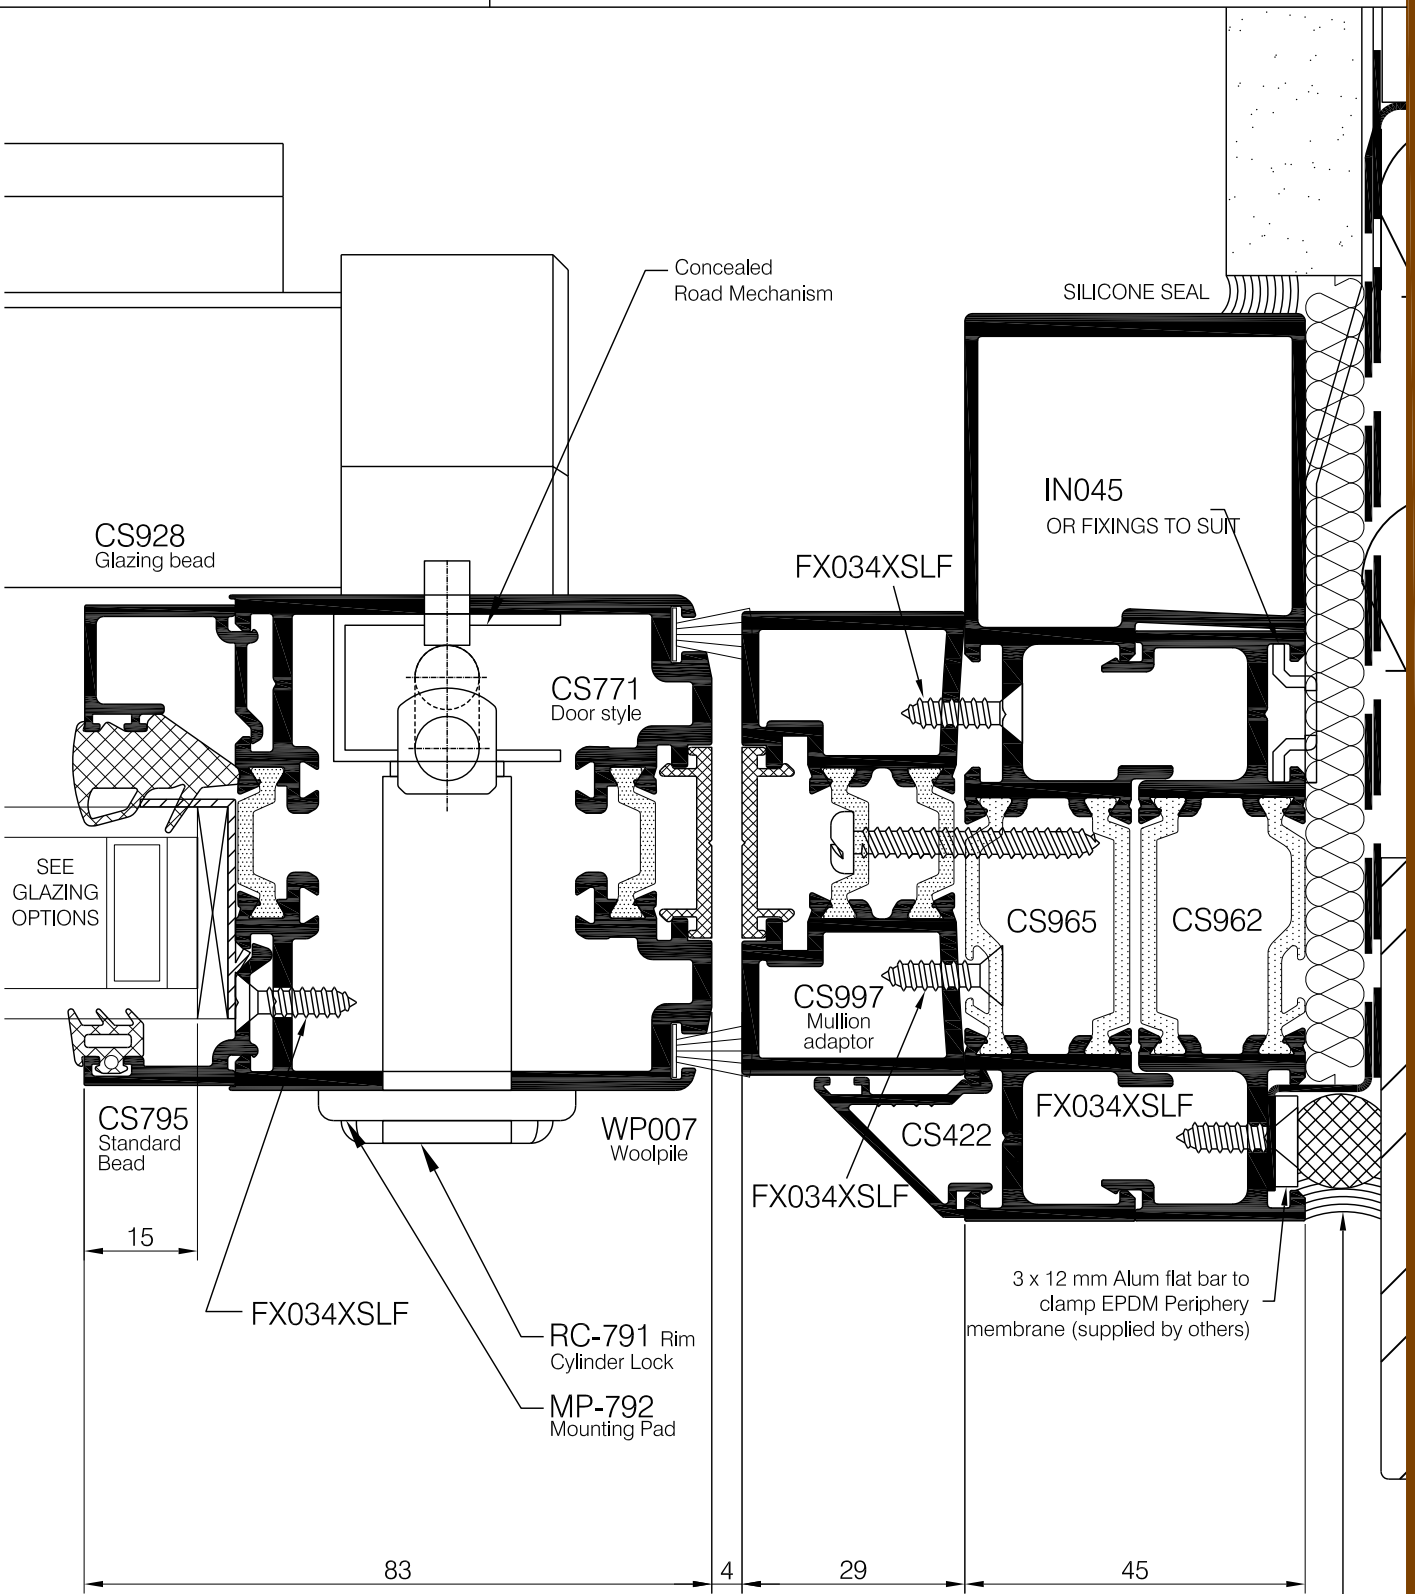 Concealed
Road Mechanism
SILICONE SEAL
CS928
Glazing bead
IN045
OR FIXINGS TO SUIT
FX034XSLF
CS771
Door style
SEE
GLAZING
OPTIONS
CS965
CS962
CS997
Mullion
adaptor
CS795
Standard
Bead
WP007
Woolpile
CS422
FX034XSLF
FX034XSLF
15
FX034XSLF
3 x 12 mm Alum flat bar to
clamp EPDM Periphery
membrane (supplied by others)
RC-791 Rim
Cylinder Lock
MP-792
Mounting Pad
83
4
29
45